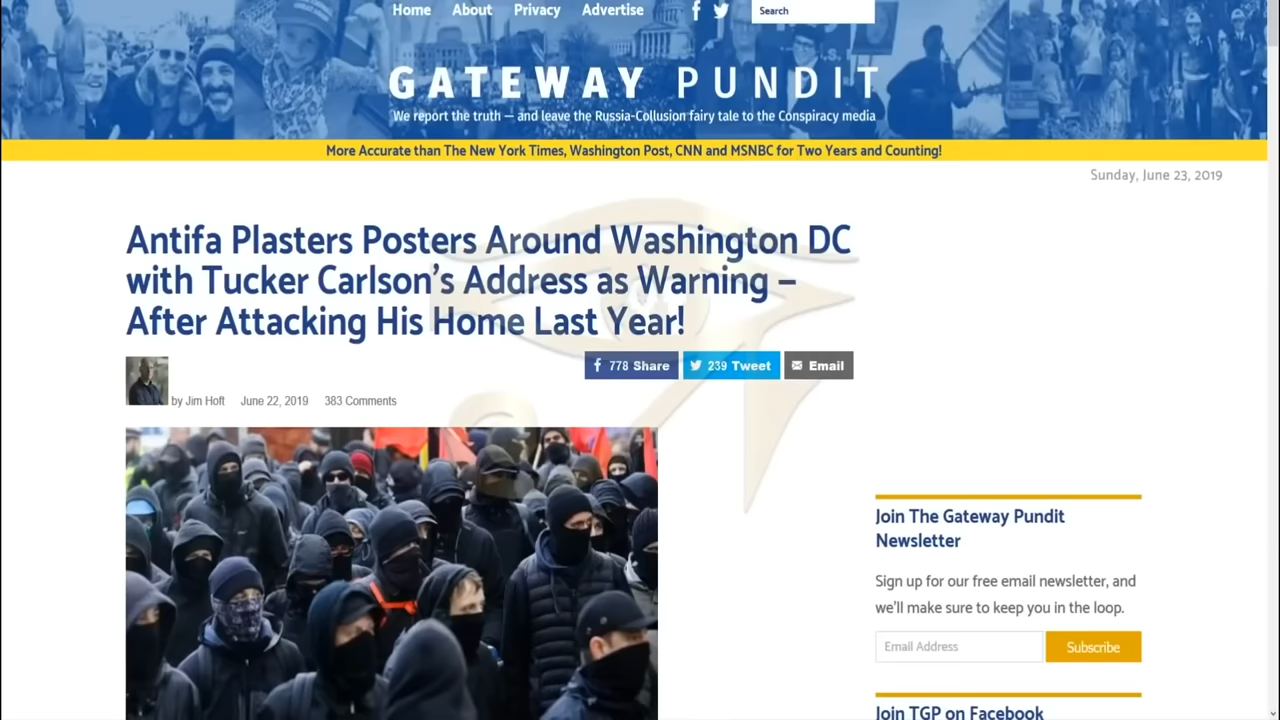 Home About Privacy Advertise
Search
GATEWAY PUNDIT
We report the truth — and leave the Russia-Collusion fairy tale to the Conspiracy media
More Accurate than The New York Times, Washington Post, CNN and MSNBC for Two Years and Counting!
Sunday, June 23, 2019
Antifa Plasters Posters Around Washington DC
with Tucker Carlson’s Address as Warning –
After Attacking His Home Last Year!
778 Share 239 Tweet Email
by Jim Hoft June 22, 2019 383 Comments
Join The Gateway Pundit
Newsletter
Sign up for our free email newsletter, and
we'll make sure to keep you in the loop.
Email Address Subscribe
Join TGP on Facebook